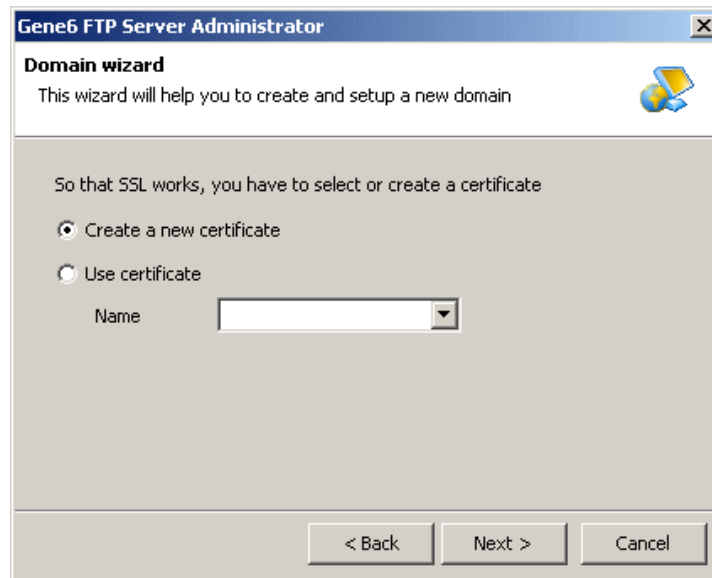 Gene6 FTP Server Administrator
Domain wizard
This wizard will help you to create and setup a new domain
So that SSL works, you have to select or create a certificate
Create a new certificate
Use certificate
Name
< Back Next > Cancel